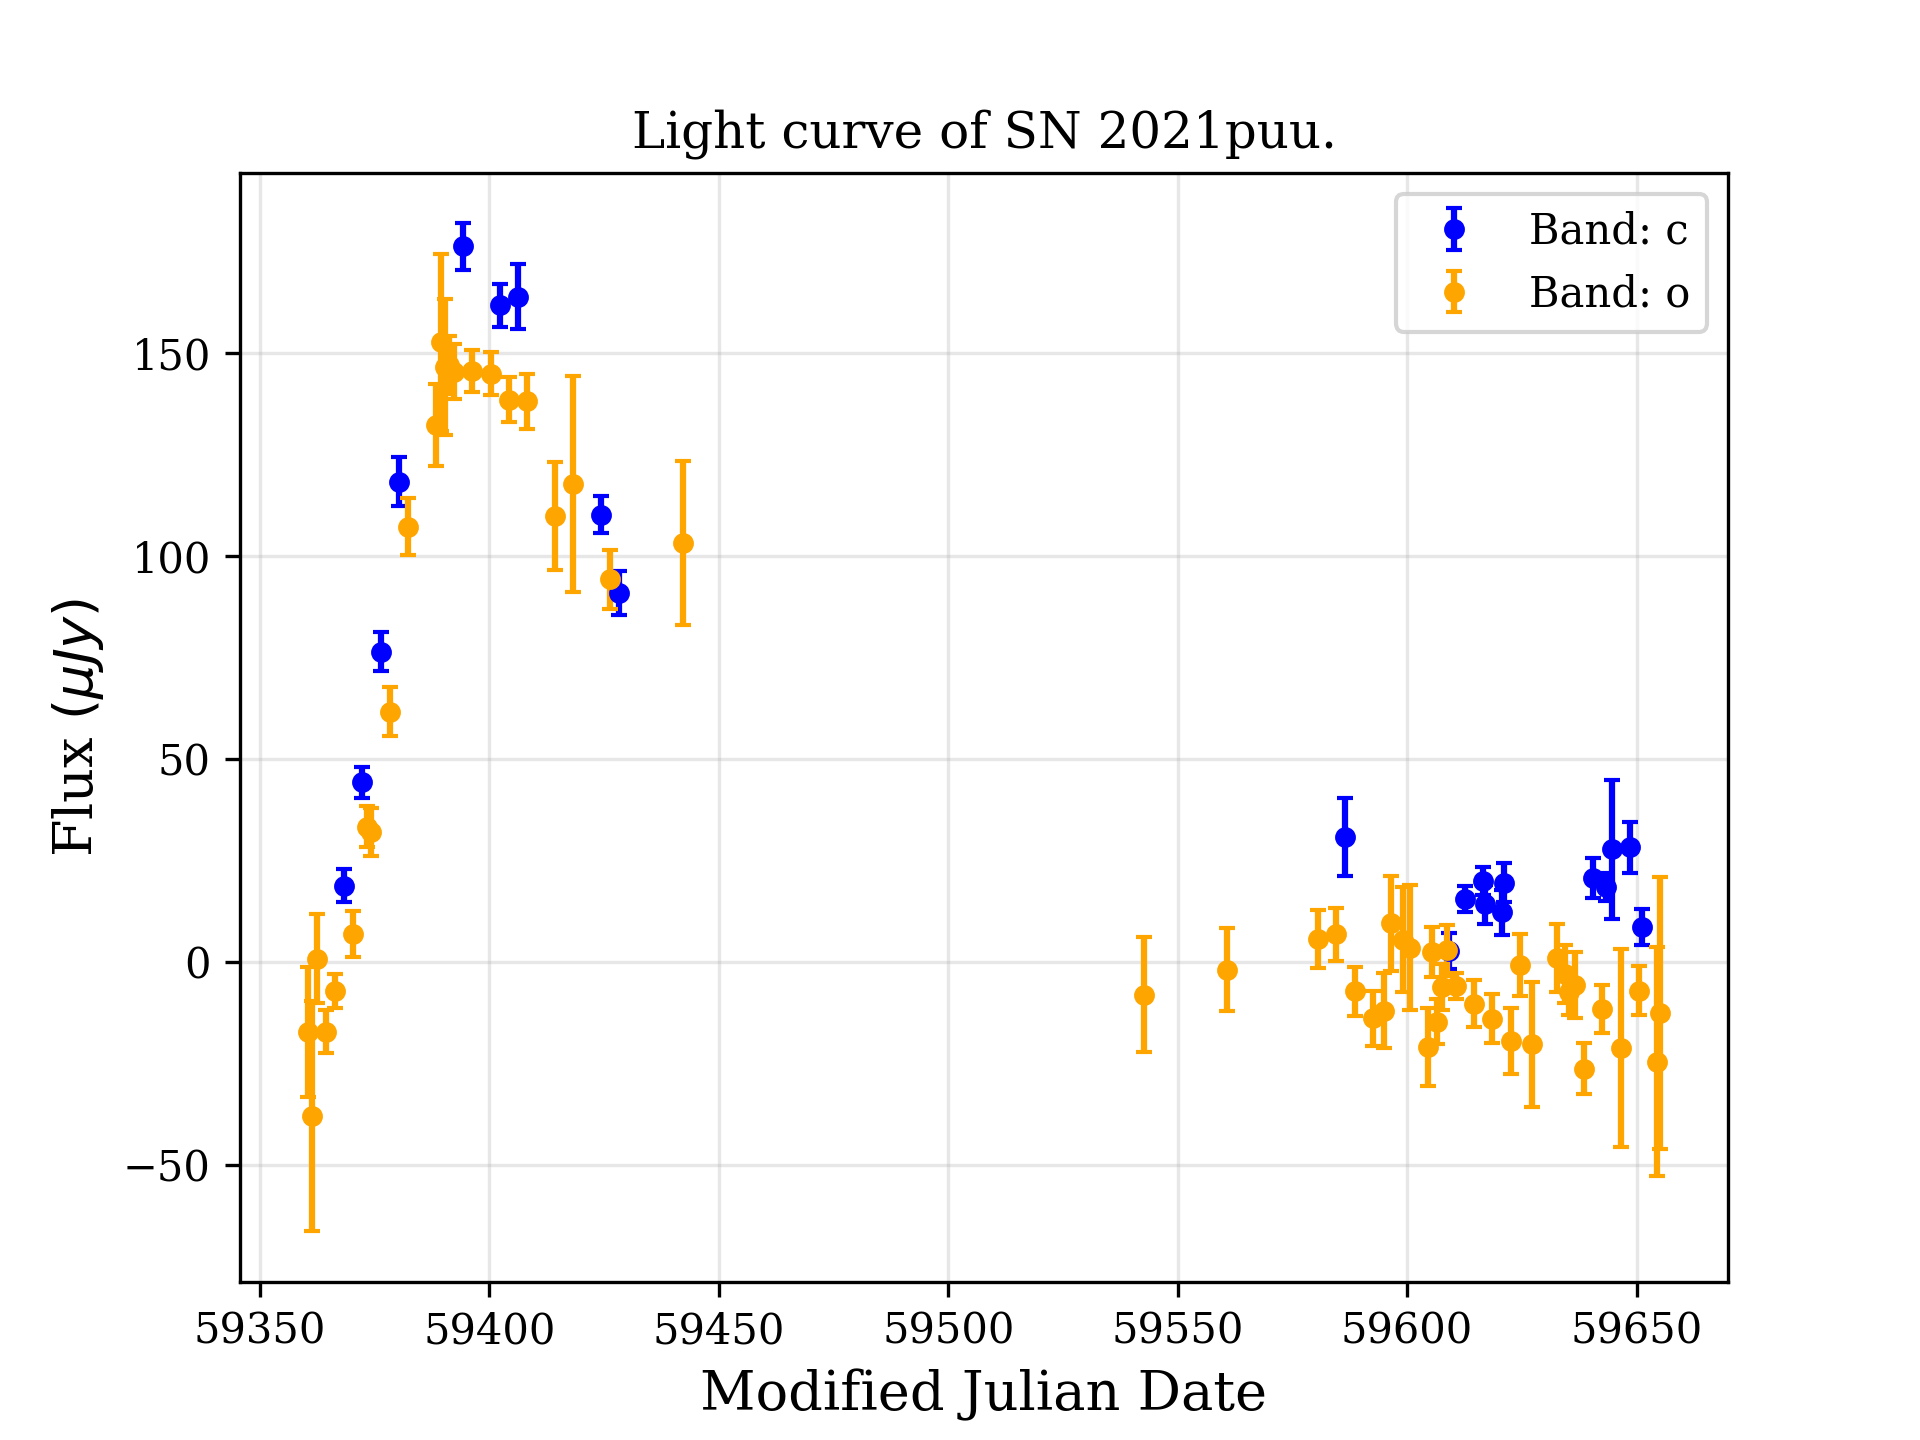 Light curve of SN 2021puu.
Band: c
Band: o
150
100
50
0
−50
Flux (μJy)
59350 59400 59450 59500 59550 59600 59650
Modified Julian Date